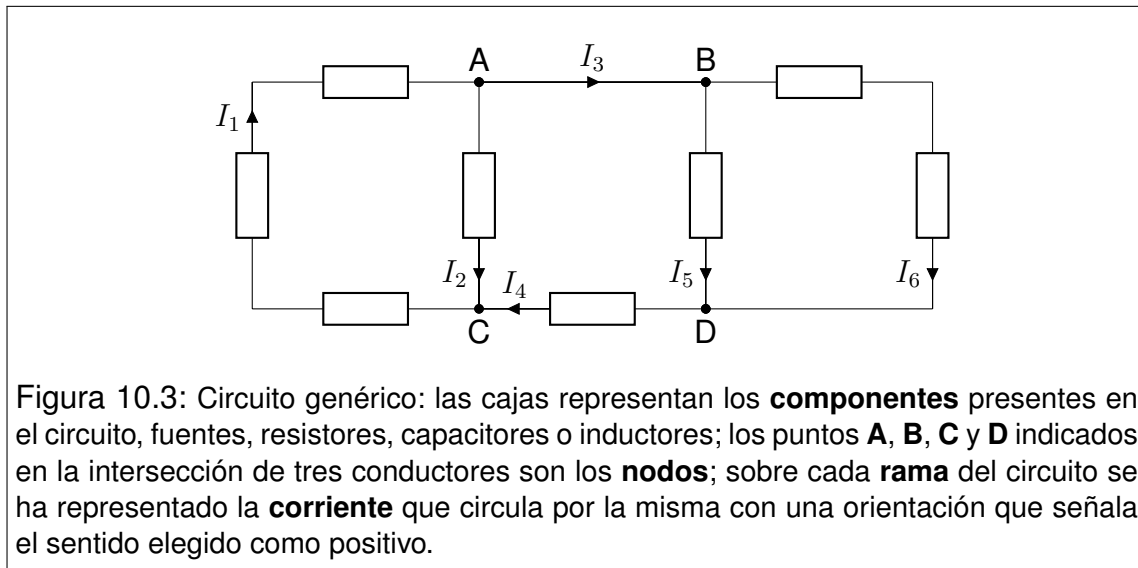 A
I₃
B
I₁
I₂
I₄
I₅
I₆
C
D
Figura 10.3: Circuito genérico: las cajas representan los componentes presentes en
el circuito, fuentes, resistores, capacitores o inductores; los puntos A, B, C y D indicados
en la intersección de tres conductores son los nodos; sobre cada rama del circuito se
ha representado la corriente que circula por la misma con una orientación que señala
el sentido elegido como positivo.